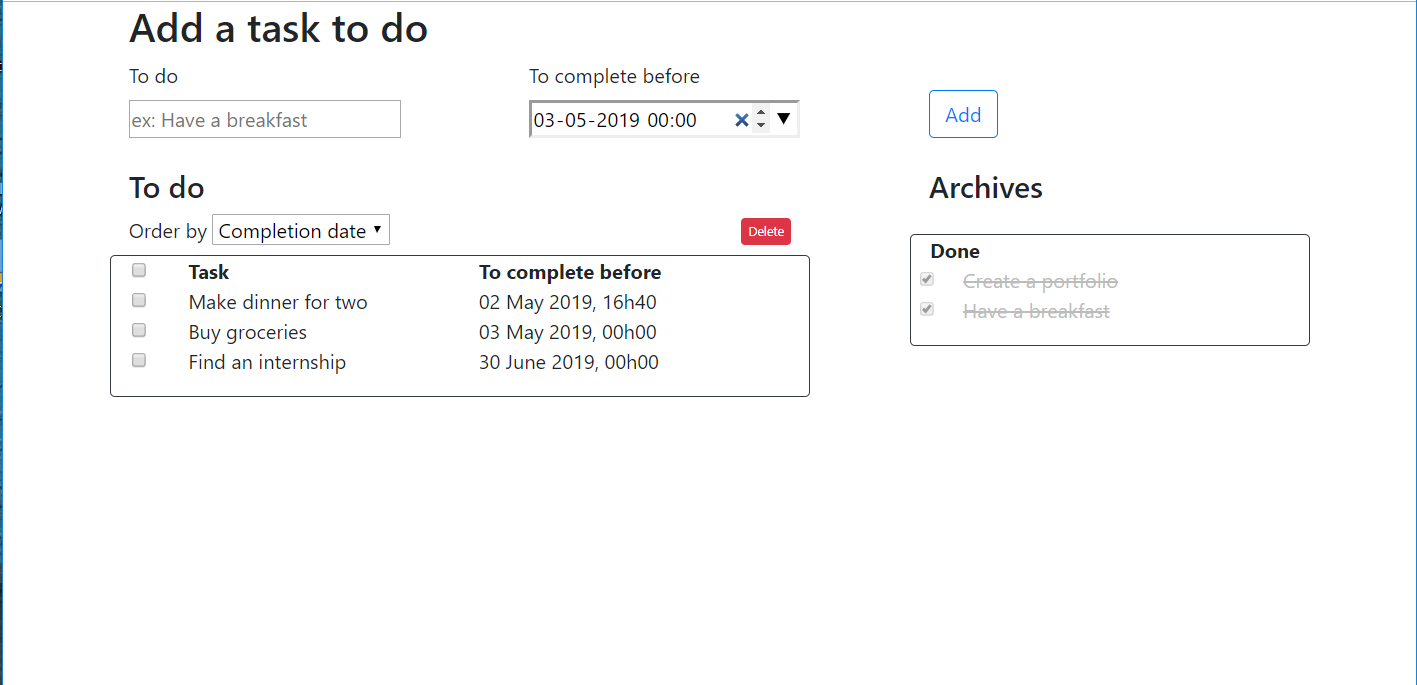 Add a task to do
To do
To complete before
ex: Have a breakfast
03-05-2019 00:00
Add
To do
Order by Completion date
Delete
Task To complete before
Make dinner for two 02 May 2019, 16h40
Buy groceries 03 May 2019, 00h00
Find an internship 30 June 2019, 00h00
Archives
Done
Create a portfolio
Have a breakfast